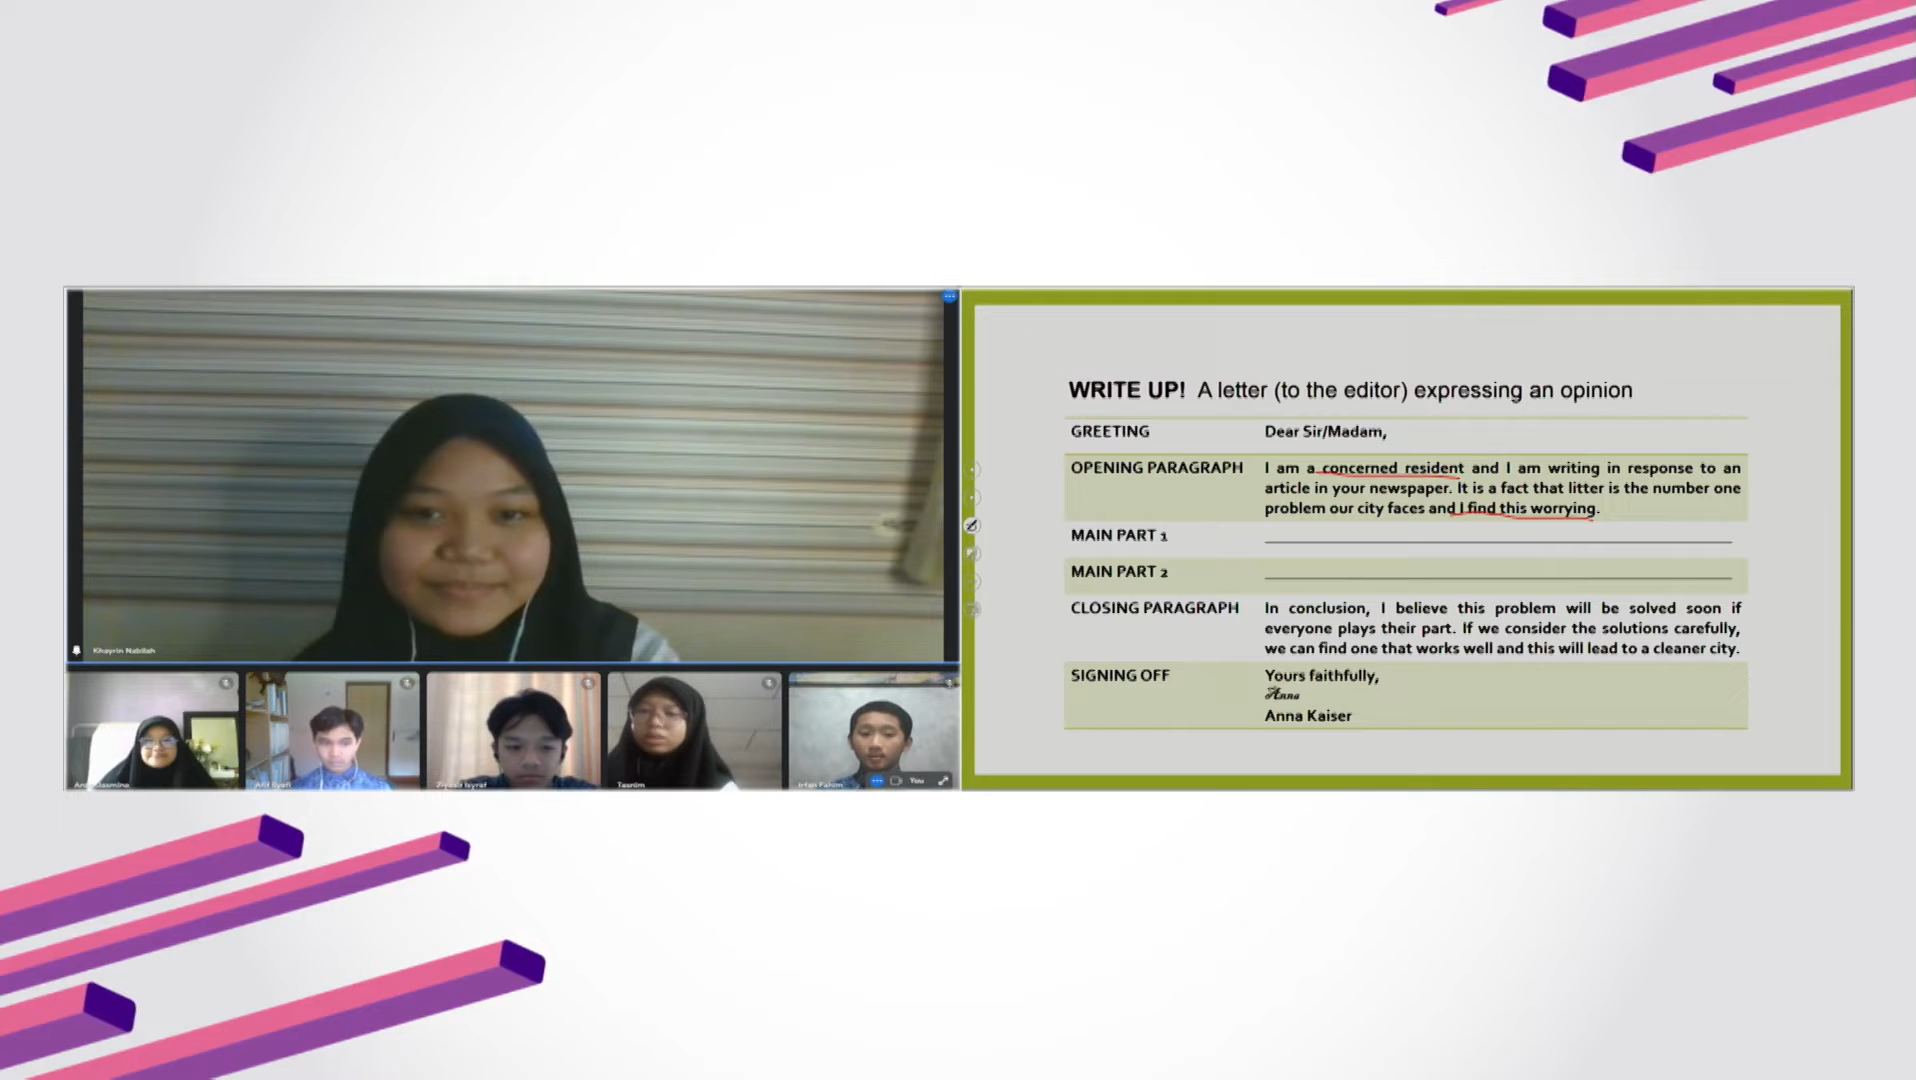 Khayrin Nabilah
Tasnim
Irfan Fahim
You
WRITE UP! A letter (to the editor) expressing an opinion
GREETING Dear Sir/Madam,
OPENING PARAGRAPH I am a concerned resident and I am writing in response to an
article in your newspaper. It is a fact that litter is the number one
problem our city faces and I find this worrying.
MAIN PART 1
MAIN PART 2
CLOSING PARAGRAPH In conclusion, I believe this problem will be solved soon if
everyone plays their part. If we consider the solutions carefully,
we can find one that works well and this will lead to a cleaner city.
SIGNING OFF Yours faithfully,
Anna
Anna Kaiser